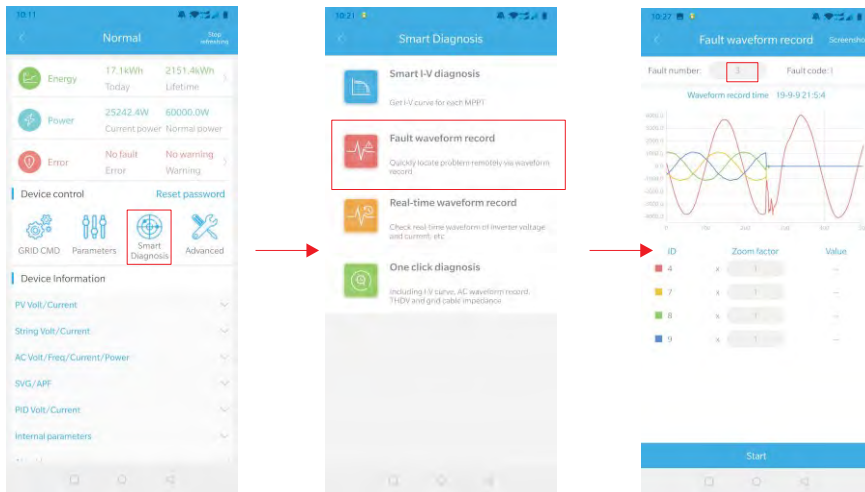 10:11
Normal
Stop refreshing
Energy
17.1kWh
2151.4kWh
Today
Lifetime
Power
25242.4W
60000.0W
Current power
Normal power
Error
No fault
No warning
Error
Warning
Device control
Reset password
GRID CMD
Parameters
Smart
Diagnosis
Advanced
Device Information
PV Volt/Current
String Volt/Current
AC Volt/Freq/Current/Power
SVG/APF
PID Volt/Current
Internal parameters
10:21
Smart Diagnosis
Smart I-V diagnosis
Get I-V curve for each MPPT
Fault waveform record
Quickly locate problem remotely via waveform
record
Real-time waveform record
Check real-time waveform of inverter voltage
and current, etc
One click diagnosis
Including I-V curve, AC waveform record,
THDV and grid cable impedance
10:27
Fault waveform record
Screensho
Fault number:
3
Fault code: I
Waveform record time 19-9-9 21:5:4
ID
Zoom factor
Value
4 x 1 --
7 x 1 --
8 x 1 --
9 x 1 --
Start